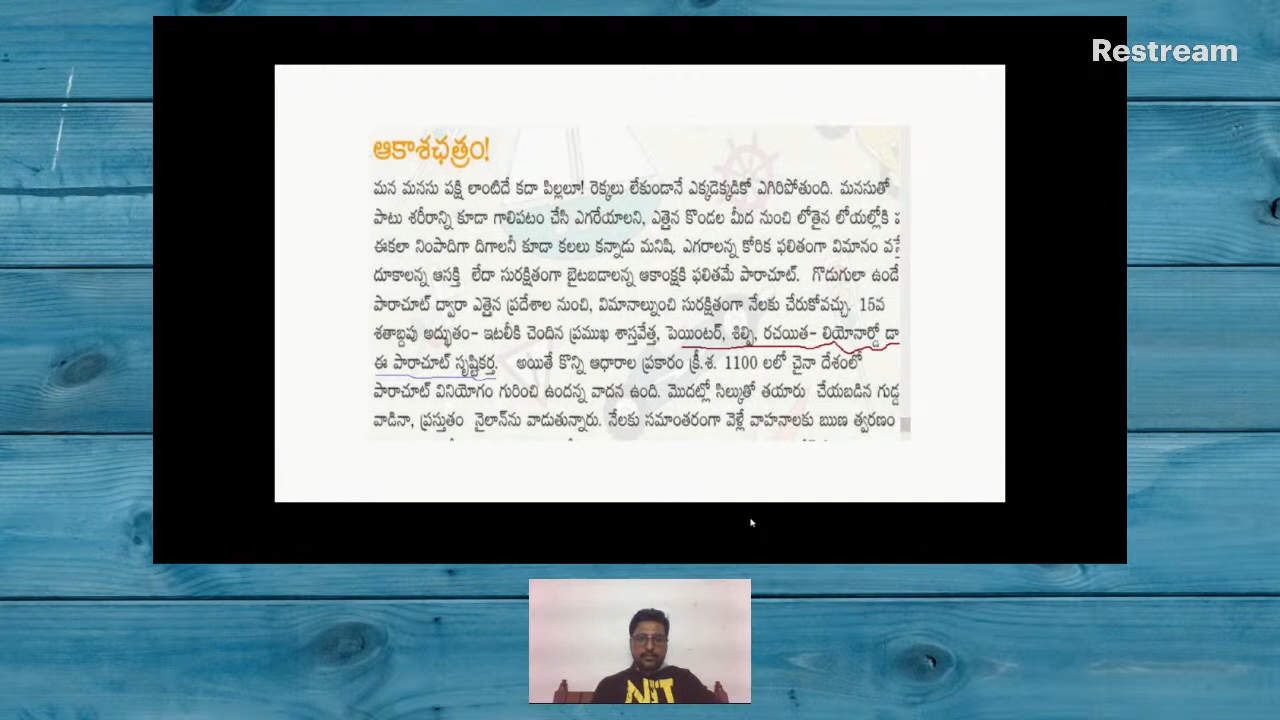 Restream
ఆకాశఛత్రం!
మన మనసు పక్షి లాంటిదే కదా పిల్లలూ! రెక్కలు లేకుండానే ఎక్కడెక్కడికో ఎగిరిపోతుంది. మనసుతో
పాటు శరీరాన్ని కూడా గాలిపటం చేసి ఎగరేయాలని, ఎత్తైన కొండల మీద నుంచి లోతైన లోయల్లోకి
ఈకలా నింపాదిగా దిగాలనీ కూడా కలలు కన్నాడు మనిషి. ఎగరాలన్న కోరిక ఫలితంగా విమానం వస్తే
దూకాలన్న ఆసక్తి లేదా సురక్షితంగా బైటబడాలన్న ఆకాంక్షకి ఫలితమే పారాచూట్. గొడుగులా ఉండే
పారాచూట్ ద్వారా ఎత్తైన ప్రదేశాల నుంచి, విమానాల్నుంచి సురక్షితంగా నేలకు చేరుకోవచ్చు. 15వ
శతాబ్దపు అద్భుతం- ఇటలీకి చెందిన ప్రముఖ శాస్త్రవేత్త, పెయింటర్, శిల్పి, రచయిత- లియోనార్డో డా
ఈ పారాచూట్ సృష్టికర్త. అయితే కొన్ని ఆధారాల ప్రకారం క్రీ.శ. 1100 లలో చైనా దేశంలో
పారాచూట్ వినియోగం గురించి ఉందన్న వాదన ఉంది. మొదట్లో సిల్కుతో తయారు చేయబడిన గుడ్డ
వాడినా, ప్రస్తుతం నైలాన్‌ను వాడుతున్నారు. నేలకు సమాంతరంగా వెళ్లే వాహనాలకు ఋణ త్వరణం
NIT